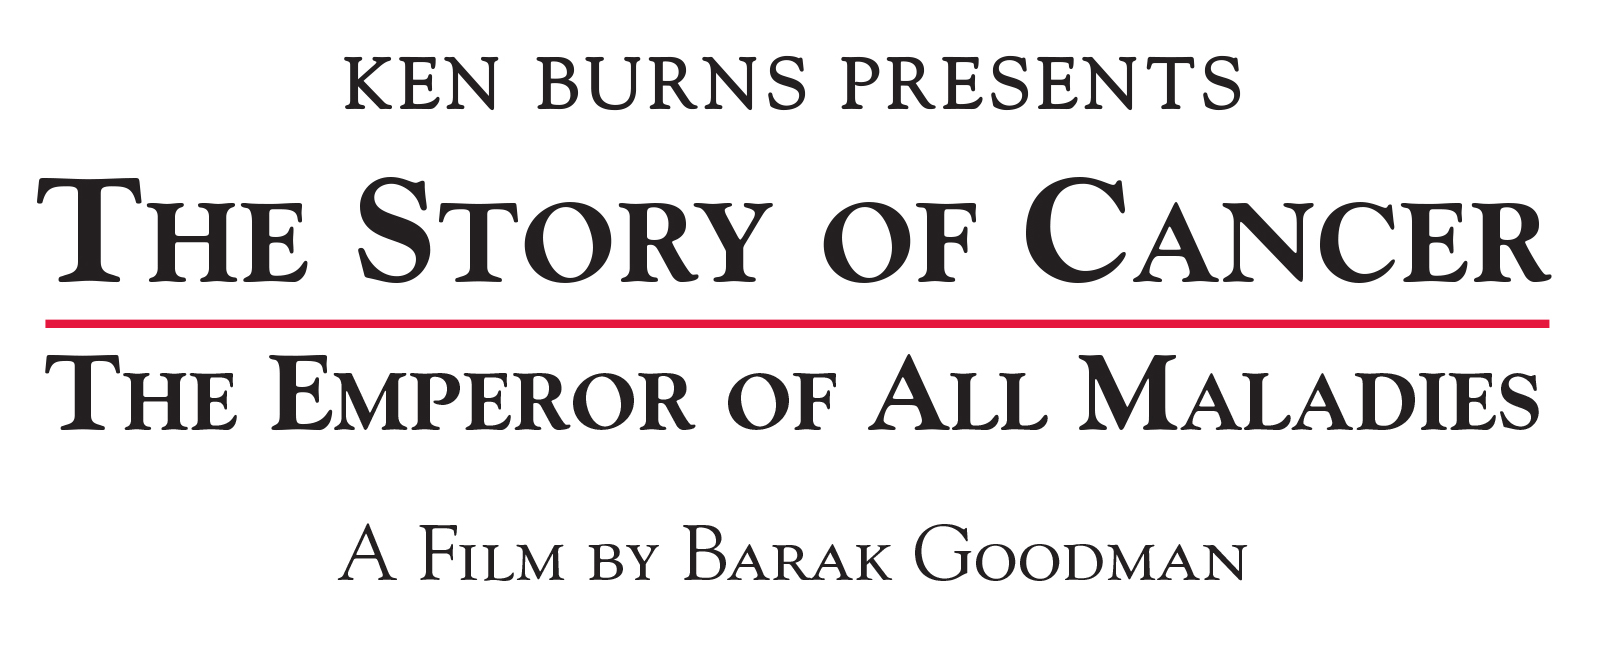 KEN BURNS PRESENTS
The Story of Cancer
The Emperor of All Maladies
A Film by Barak Goodman